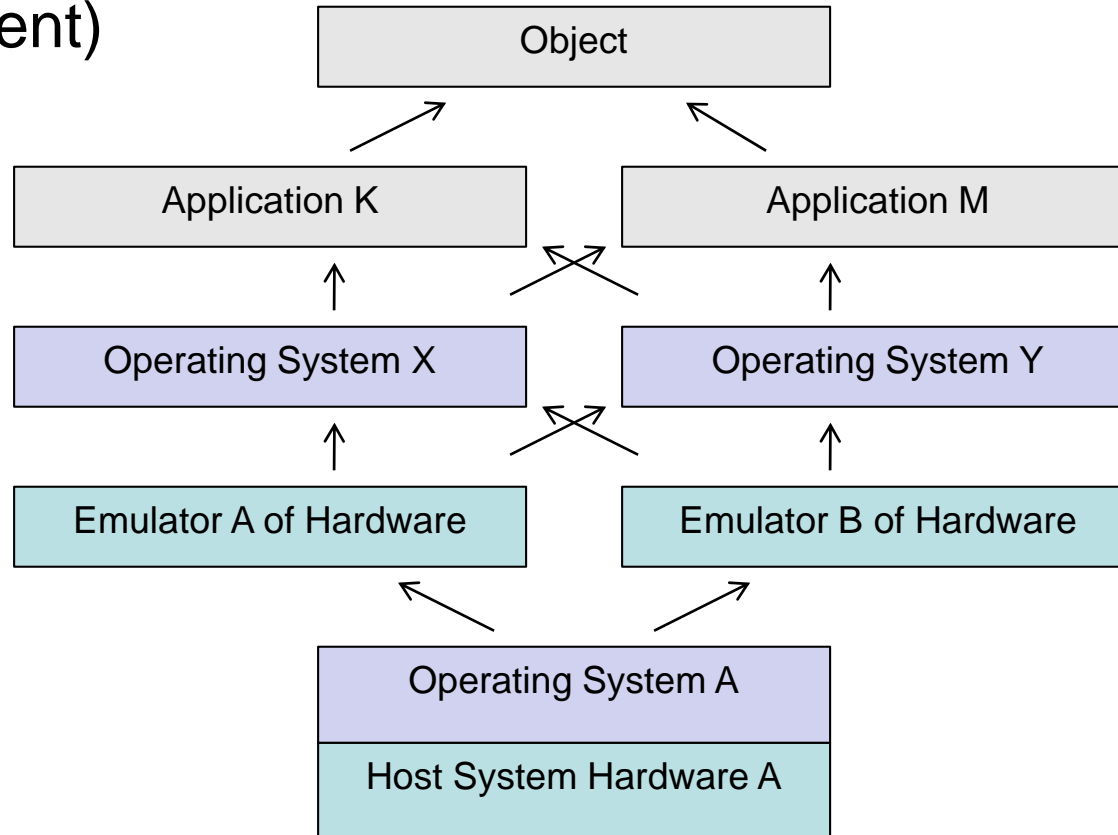 ent)
Object
Application K
Application M
Operating System X
Operating System Y
Emulator A of Hardware
Emulator B of Hardware
Operating System A
Host System Hardware A